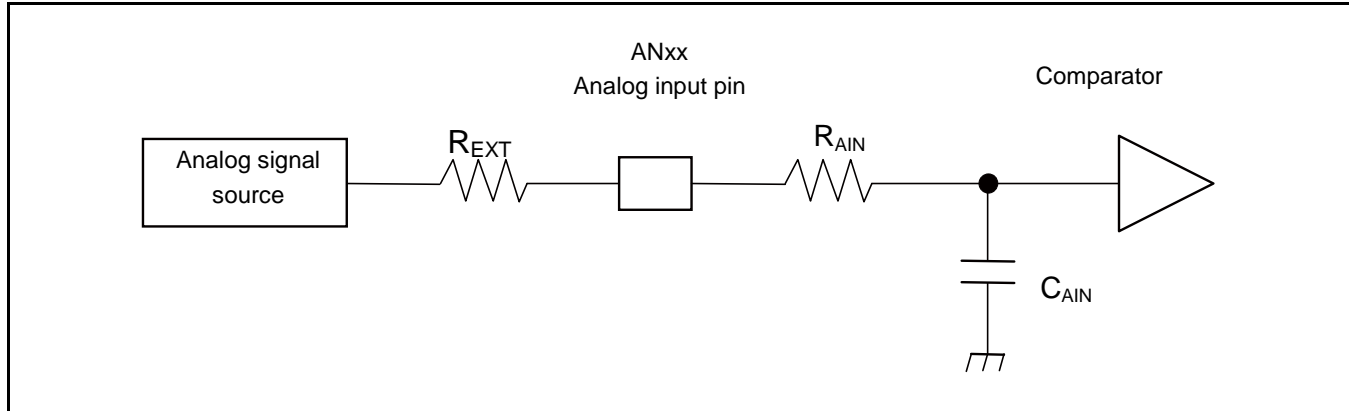 ANxx
Analog input pin
Comparator
Analog signal
source
REXT
RAIN
CAIN